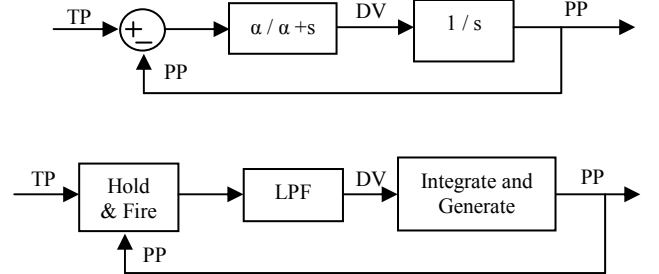 TP
+
−
α / α +s
DV
1 / s
PP
PP
TP
Hold
& Fire
LPF
DV
Integrate and
Generate
PP
PP